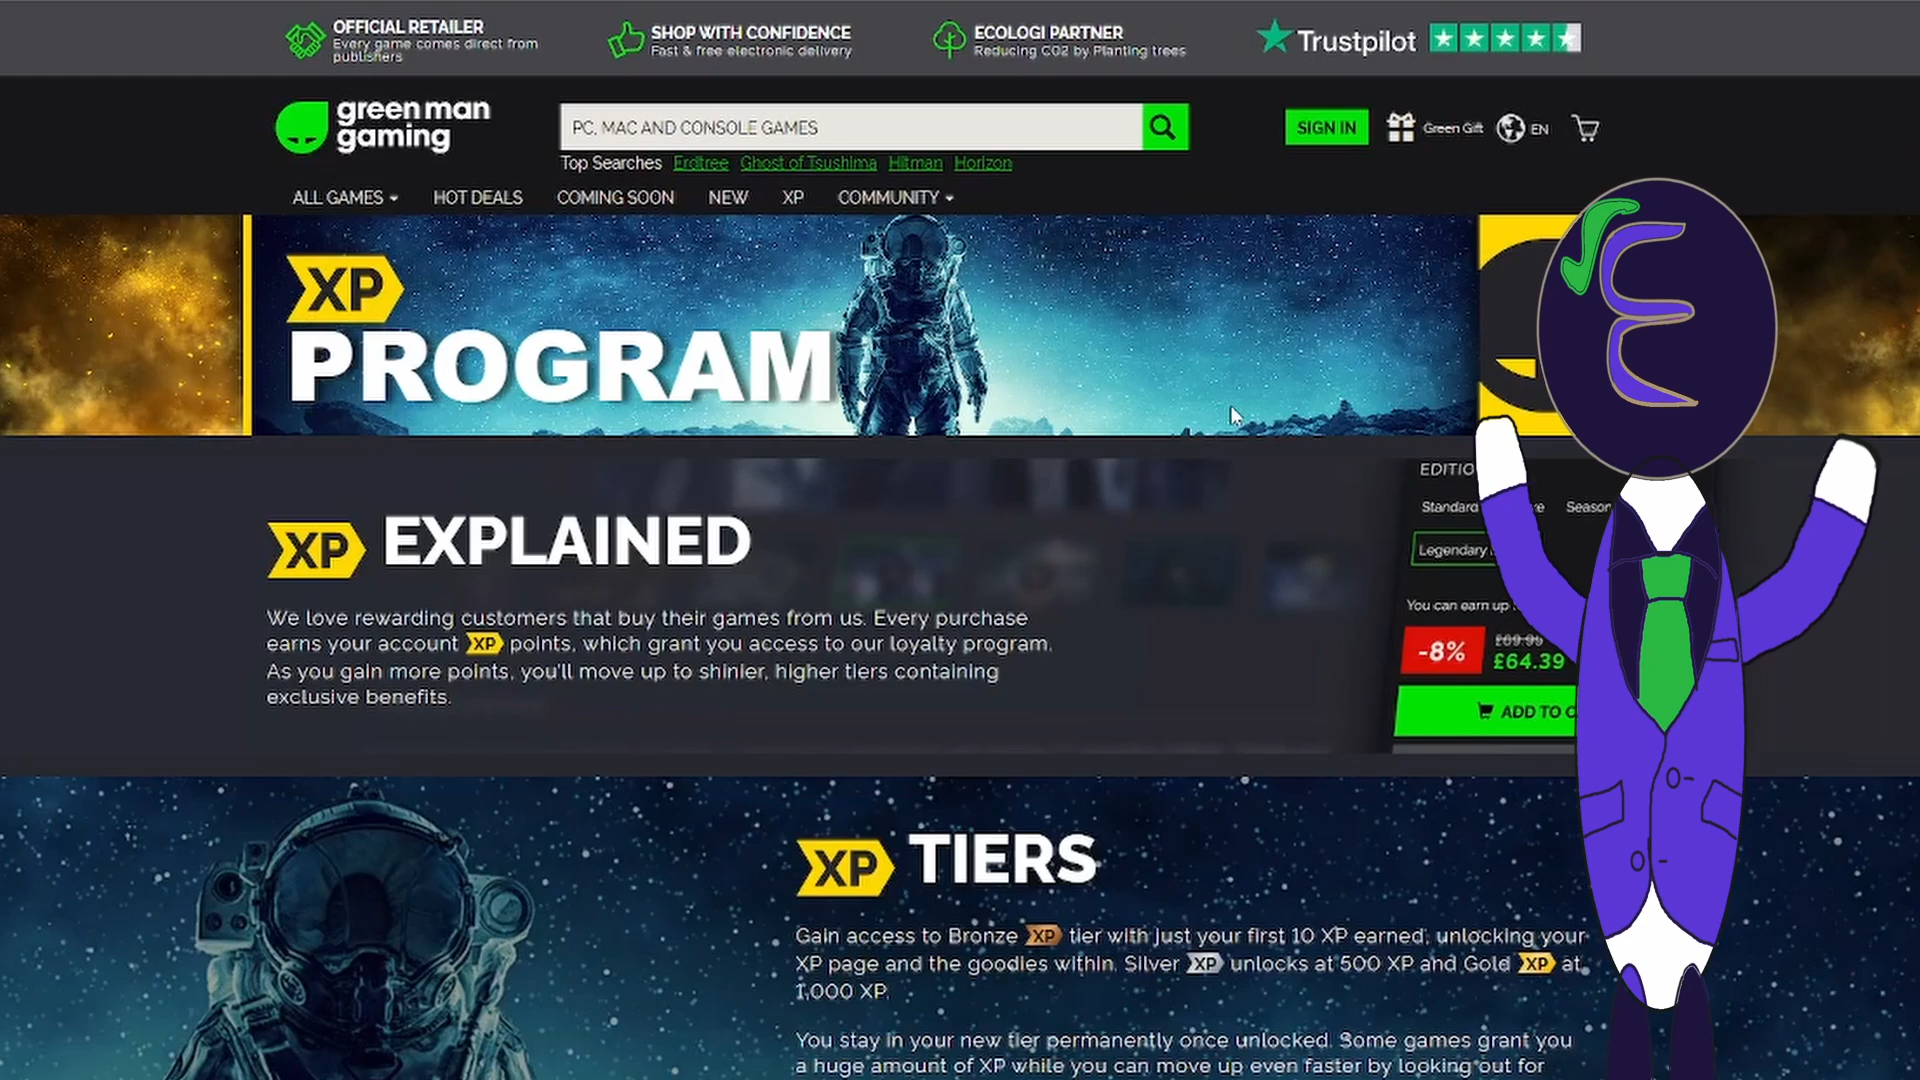 OFFICIAL RETAILER
Every game comes direct from
publishers
SHOP WITH CONFIDENCE
Fast & free electronic delivery
ECOLOGI PARTNER
Reducing CO2 by Planting trees
Trustpilot
green man
gaming
PC, MAC AND CONSOLE GAMES
SIGN IN
Green Gift
EN
Top Searches Erdtree Ghost of Tsushima Hitman Horizon
ALL GAMES HOT DEALS COMING SOON NEW XP COMMUNITY
XP
PROGRAM
XP EXPLAINED
We love rewarding customers that buy their games from us. Every purchase
earns your account XP points, which grant you access to our loyalty program.
As you gain more points, you'll move up to shinier, higher tiers containing
exclusive benefits.
EDITIO
Standard Season
Legendary
You can earn up
-8% £69.99
£64.39
ADD TO C
XP TIERS
Gain access to Bronze XP tier with just your first 10 XP earned, unlocking your
XP page and the goodies within. Silver XP unlocks at 500 XP and Gold XP at
1,000 XP.
You stay in your new tier permanently once unlocked. Some games grant you
a huge amount of XP while you can move up even faster by looking out for